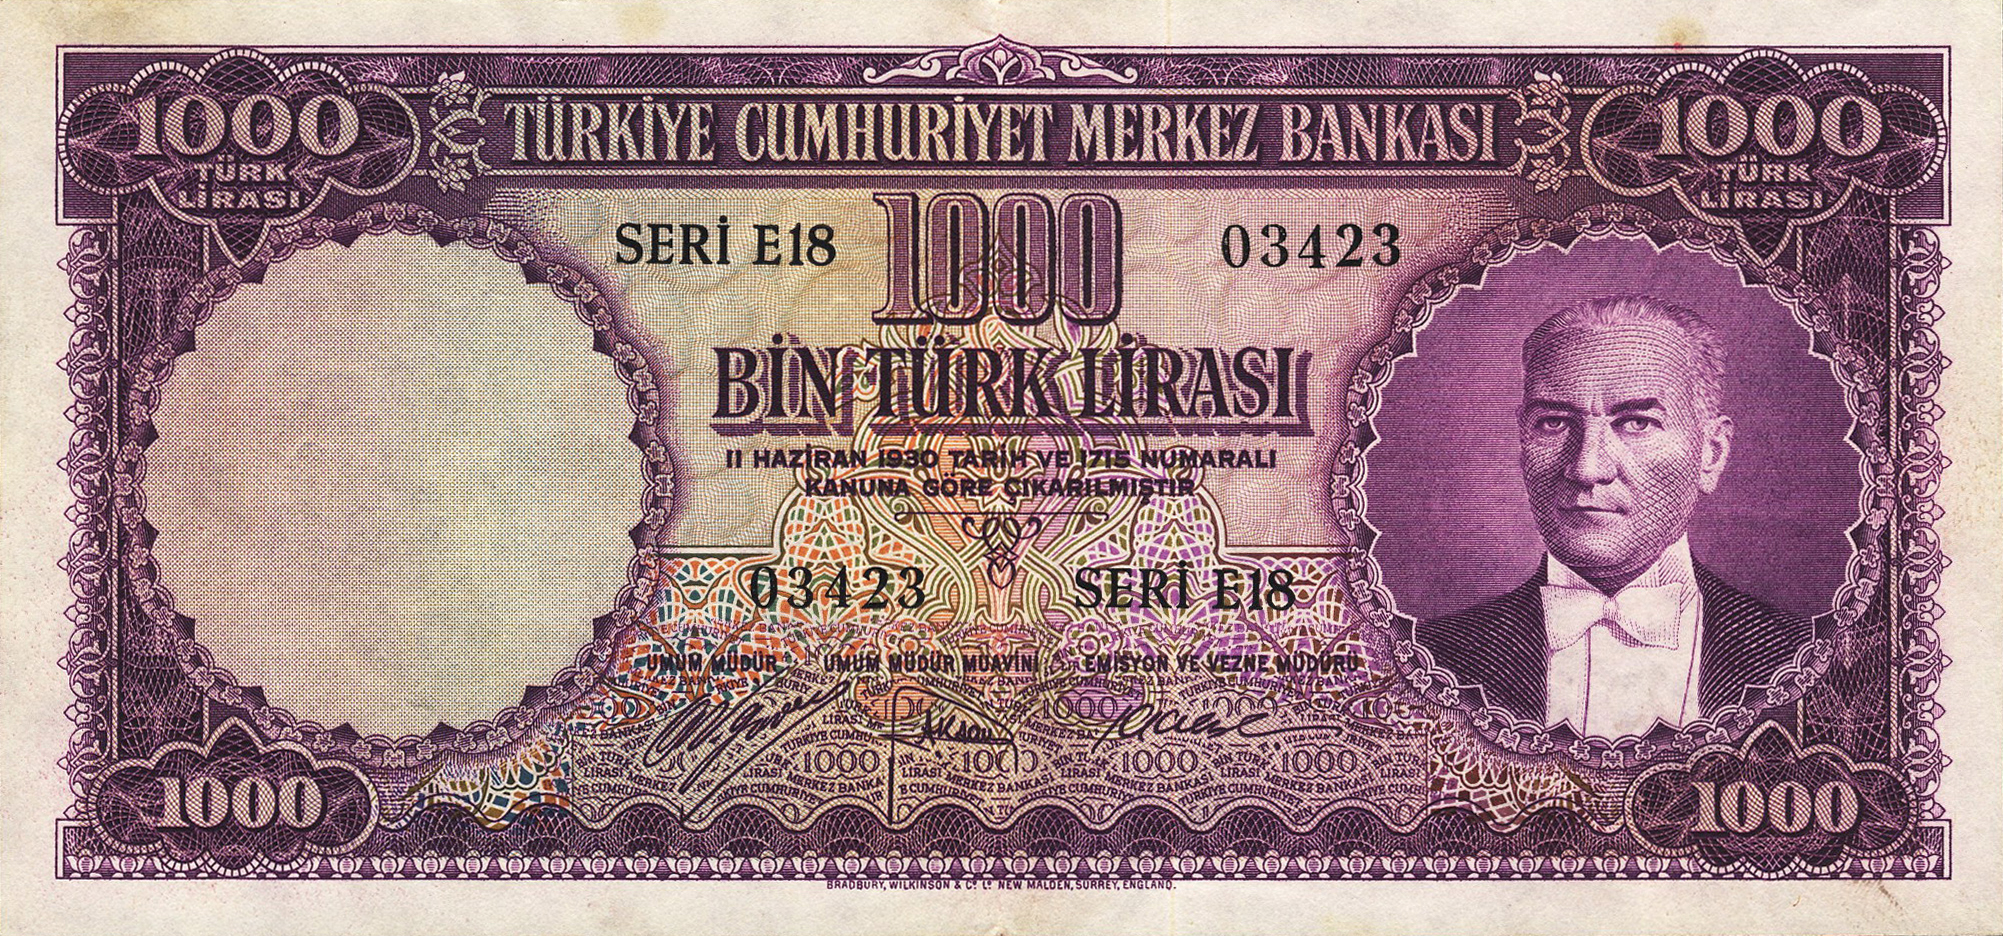 TÜRKİYE CUMHURİYET MERKEZ BANKASI
1000
TÜRK
LİRASI
1000
TÜRK
LİRASI
SERİ E18
1000
03423
BİN TÜRK LİRASI
11 HAZİRAN 1930 TARİH VE 1715 NUMARALI
KANUNA GÖRE ÇIKARILMIŞTIR
03423
SERİ E18
UMUM MÜDÜR
UMUM MÜDÜR MUAVİNİ
EMİSYON VE VEZNE MÜDÜRÜ
1000
1000
BRADBURY, WILKINSON & Cº. Lº. NEW MALDEN, SURREY, ENGLAND.